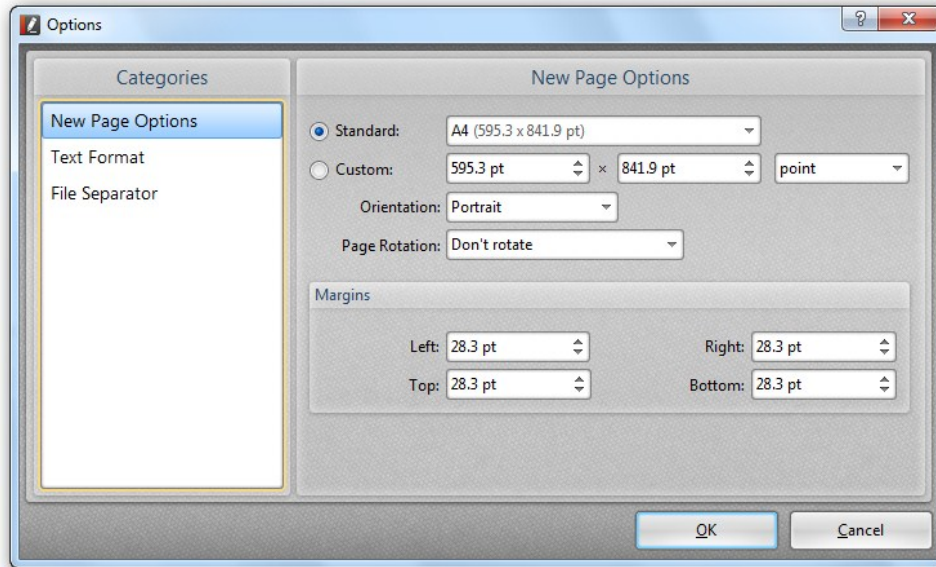 Options
Categories
New Page Options
Text Format
File Separator
New Page Options
Standard: A4 (595.3 x 841.9 pt)
Custom: 595.3 pt × 841.9 pt point
Orientation: Portrait
Page Rotation: Don't rotate
Margins
Left: 28.3 pt Right: 28.3 pt
Top: 28.3 pt Bottom: 28.3 pt
OK Cancel